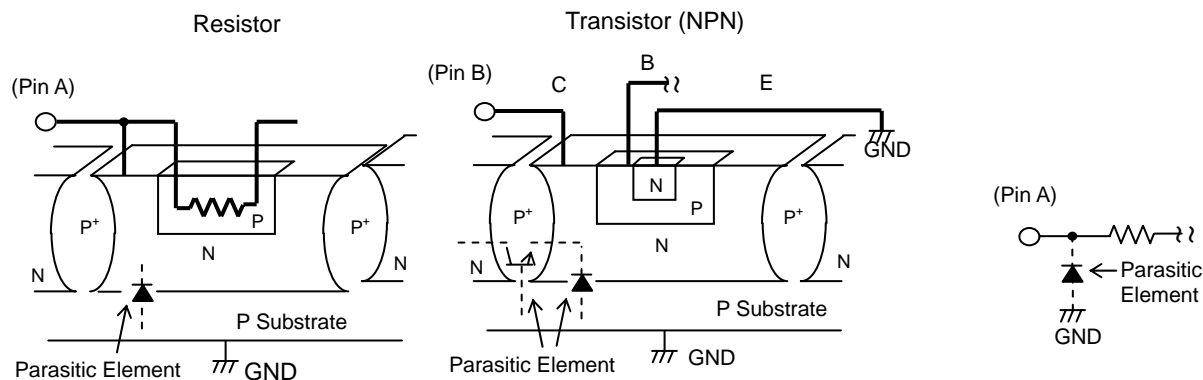 Resistor
Transistor (NPN)
(Pin A)
(Pin B)
C
B
E
GND
P+
N
P
N
P+
N
Parasitic Element
P Substrate
GND
P+
N
N
P
N
P+
N
Parasitic Element
P Substrate
GND
(Pin A)
Parasitic
Element
GND